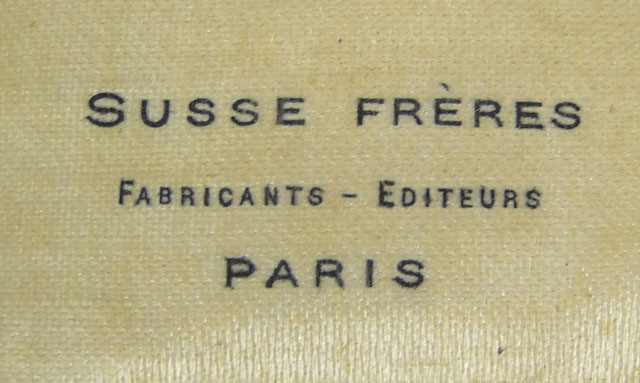 SUSSE FRÈRES
FABRICANTS - EDITEURS
PARIS